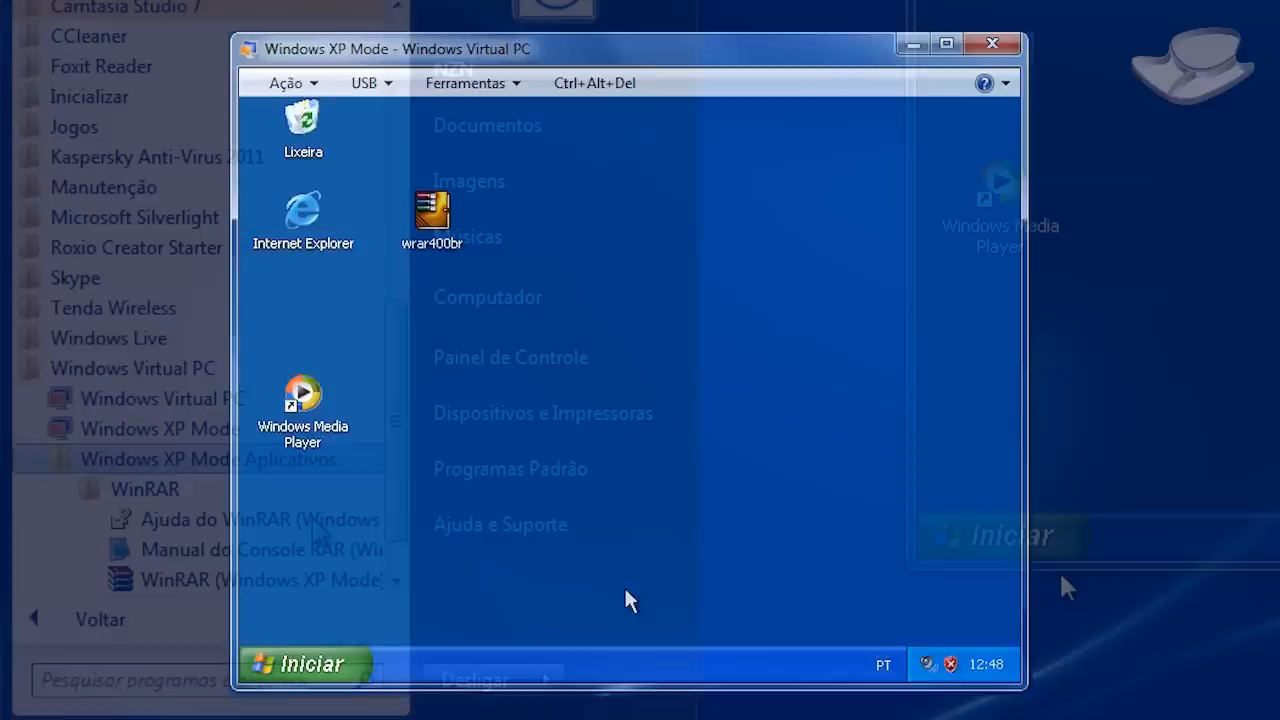 Camtasia Studio 7
CCleaner
Foxit Reader
Inicializar
Jogos
Kaspersky Anti-Virus 2011
Manutenção
Microsoft Silverlight
Roxio Creator Starter
Skype
Tenda Wireless
Windows Live
Windows Virtual PC
Windows Virtual PC
Windows XP Mode
Windows XP Mode Aplicativos
WinRAR
Ajuda do WinRAR (Windows
Manual do Console RAR (Wi
WinRAR (Windows XP Mode)
Voltar
Pesquisar programas
Windows XP Mode - Windows Virtual PC
Ação
USB
Ferramentas
Ctrl+Alt+Del
Lixeira
Internet Explorer
wrar400br
Windows Media
Player
Iniciar
PT
12:48
NZN
Documentos
Imagens
Músicas
Computador
Painel de Controle
Dispositivos e Impressoras
Programas Padrão
Ajuda e Suporte
Desligar
Windows Media
Player
Iniciar